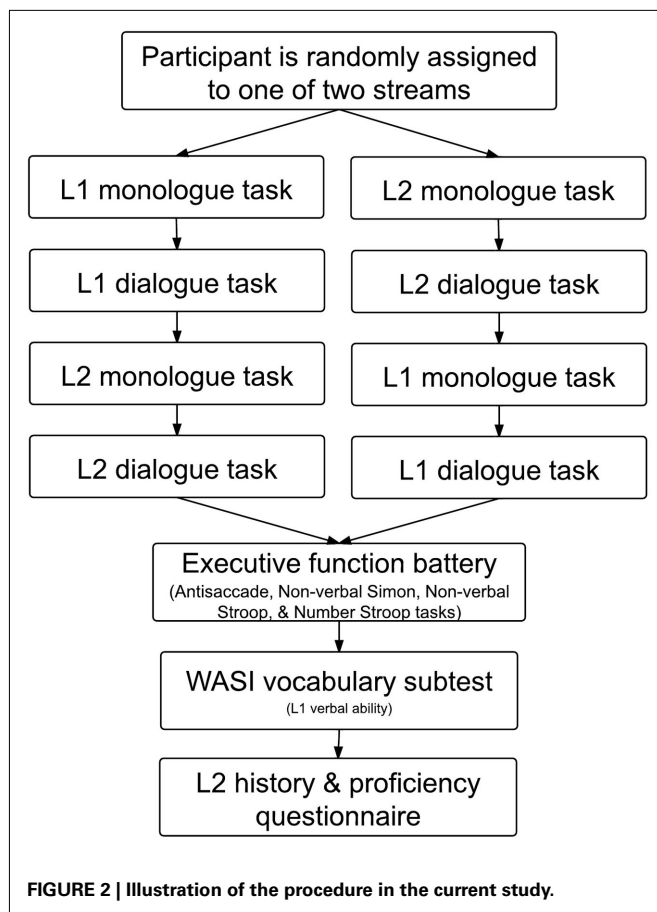 Participant is randomly assigned
to one of two streams
L1 monologue task
L2 monologue task
L1 dialogue task
L2 dialogue task
L2 monologue task
L1 monologue task
L2 dialogue task
L1 dialogue task
Executive function battery
(Antisaccade, Non-verbal Simon, Non-verbal
Stroop, & Number Stroop tasks)
WASI vocabulary subtest
(L1 verbal ability)
L2 history & proficiency
questionnaire
FIGURE 2 | Illustration of the procedure in the current study.